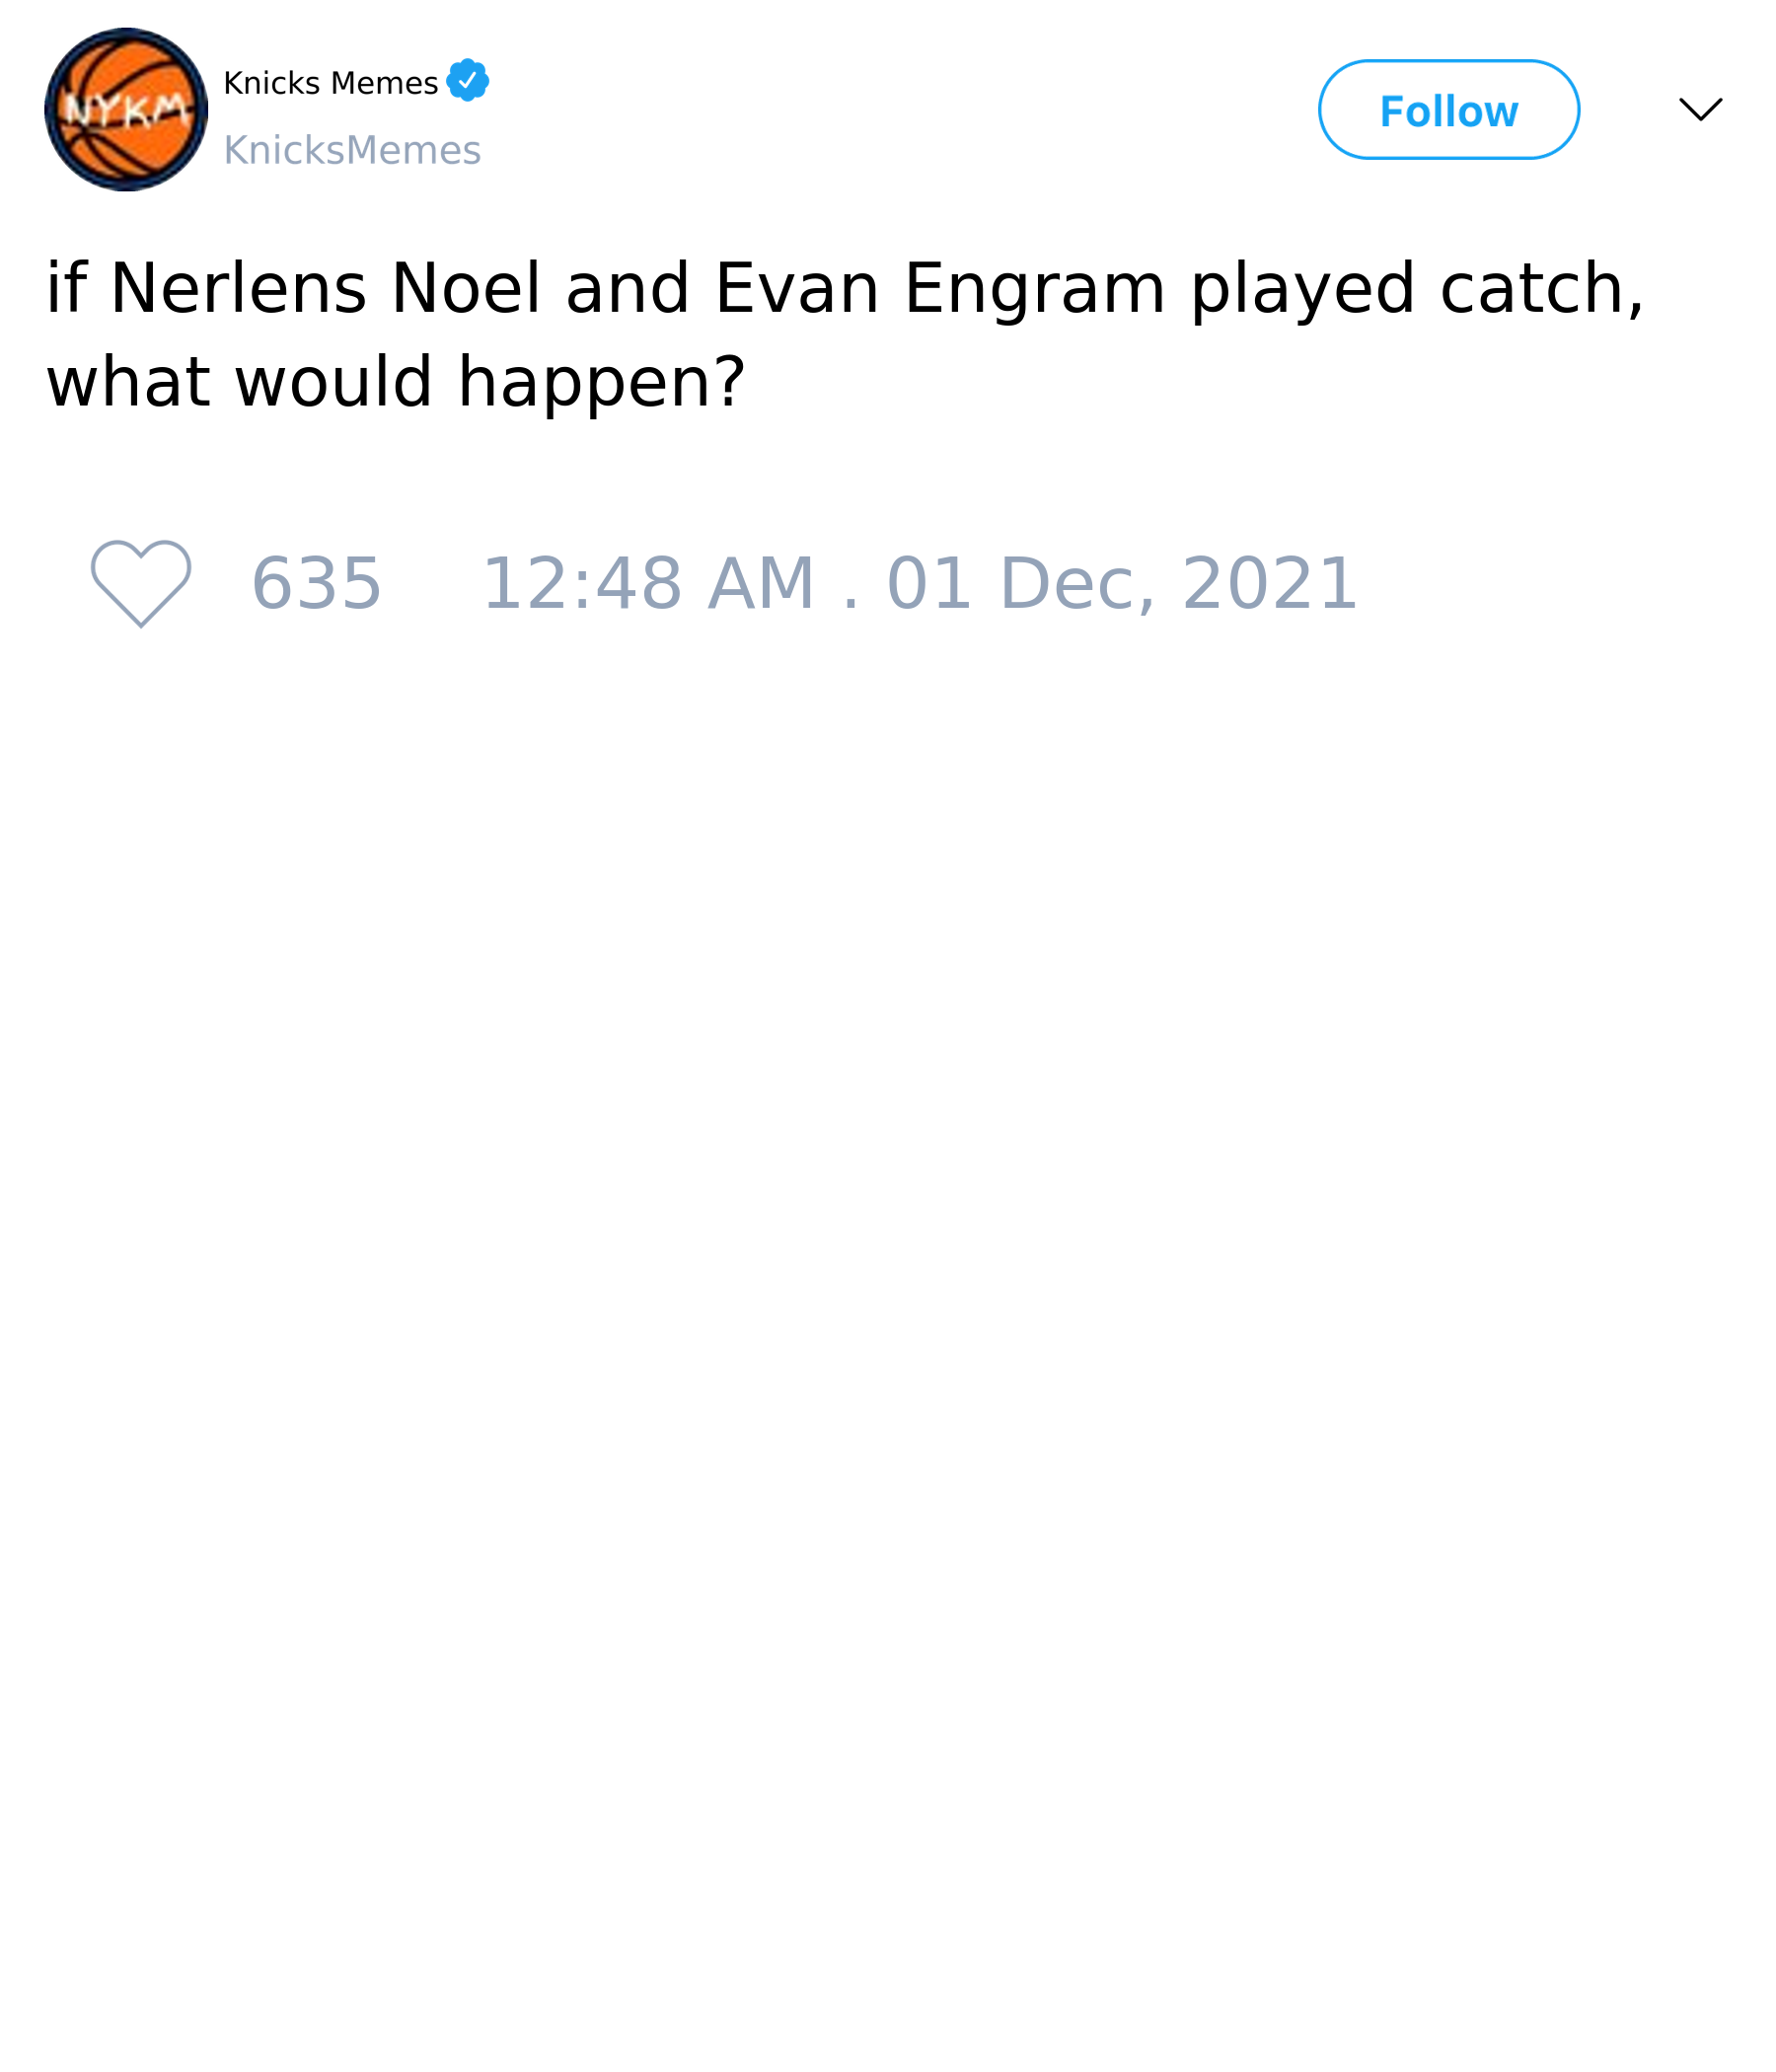 NYKM
Knicks Memes
KnicksMemes
Follow
if Nerlens Noel and Evan Engram played catch,
what would happen?
635 12:48 AM . 01 Dec, 2021